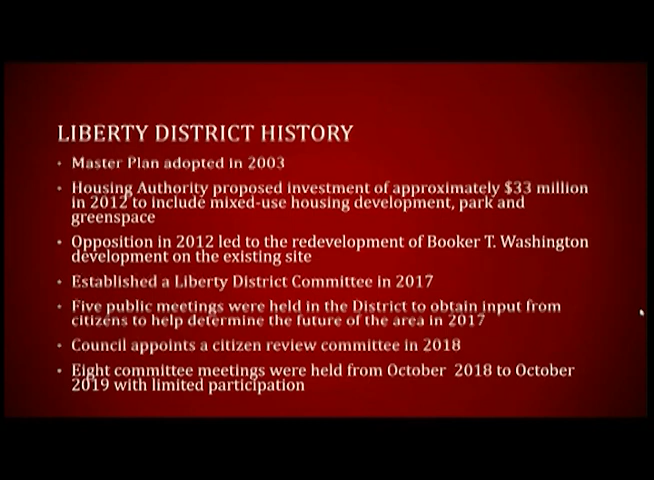 LIBERTY DISTRICT HISTORY
• Master Plan adopted in 2003
• Housing Authority proposed investment of approximately $33 million
in 2012 to include mixed-use housing development, park and
greenspace
• Opposition in 2012 led to the redevelopment of Booker T. Washington
development on the existing site
• Established a Liberty District Committee in 2017
• Five public meetings were held in the District to obtain input from
citizens to help determine the future of the area in 2017
• Council appoints a citizen review committee in 2018
• Eight committee meetings were held from October 2018 to October
2019 with limited participation